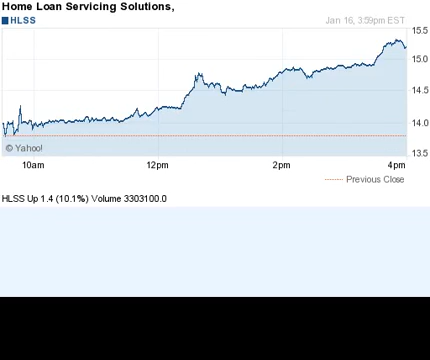 Home Loan Servicing Solutions,
HLSS Jan 16, 3:59pm EST
15.5
15.0
14.5
14.0
13.5
© Yahoo!
10am 12pm 2pm 4pm
Previous Close
HLSS Up 1.4 (10.1%) Volume 3303100.0